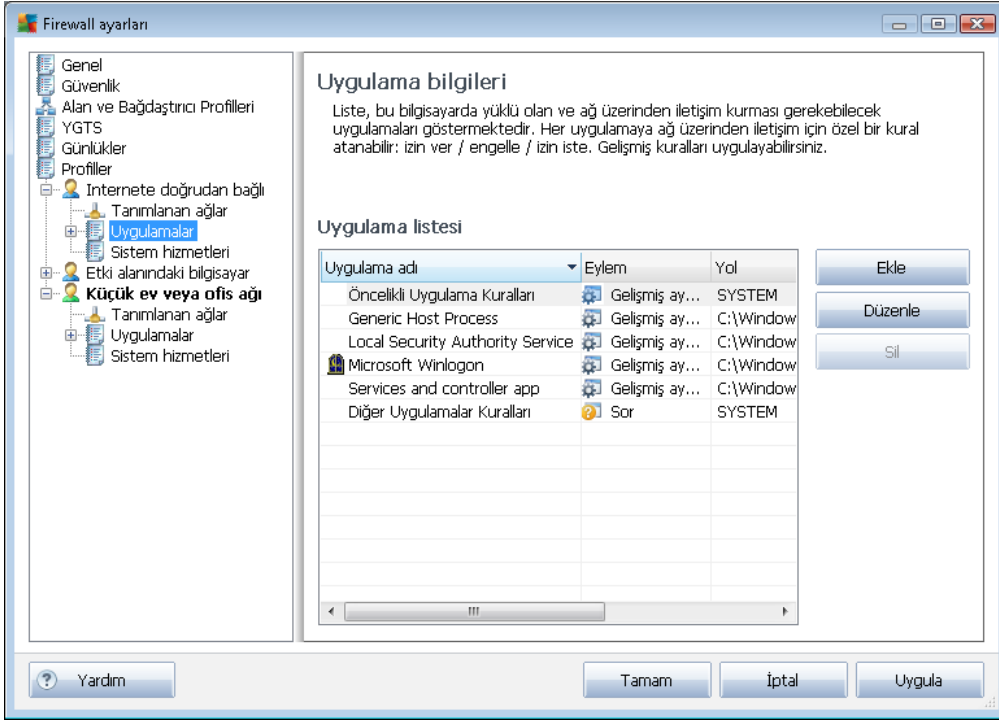 Firewall ayarları
Genel
Güvenlik
Alan ve Bağdaştırıcı Profilleri
YGTS
Günlükler
Profiller
Internete doğrudan bağlı
Tanımlanan ağlar
Uygulamalar
Sistem hizmetleri
Etki alanındaki bilgisayar
Küçük ev veya ofis ağı
Tanımlanan ağlar
Uygulamalar
Sistem hizmetleri
Uygulama bilgileri
Liste, bu bilgisayarda yüklü olan ve ağ üzerinden iletişim kurması gerekebilecek
uygulamaları göstermektedir. Her uygulamaya ağ üzerinden iletişim için özel bir kural
atanabilir: izin ver / engelle / izin iste. Gelişmiş kuralları uygulayabilirsiniz.
Uygulama listesi
Uygulama adı Eylem Yol
Öncelikli Uygulama Kuralları Gelişmiş ay... SYSTEM
Generic Host Process Gelişmiş ay... C:\Window
Local Security Authority Service Gelişmiş ay... C:\Window
Microsoft Winlogon Gelişmiş ay... C:\Window
Services and controller app Gelişmiş ay... C:\Window
Diğer Uygulamalar Kuralları Sor SYSTEM
Ekle
Düzenle
Sil
Yardım
Tamam
İptal
Uygula